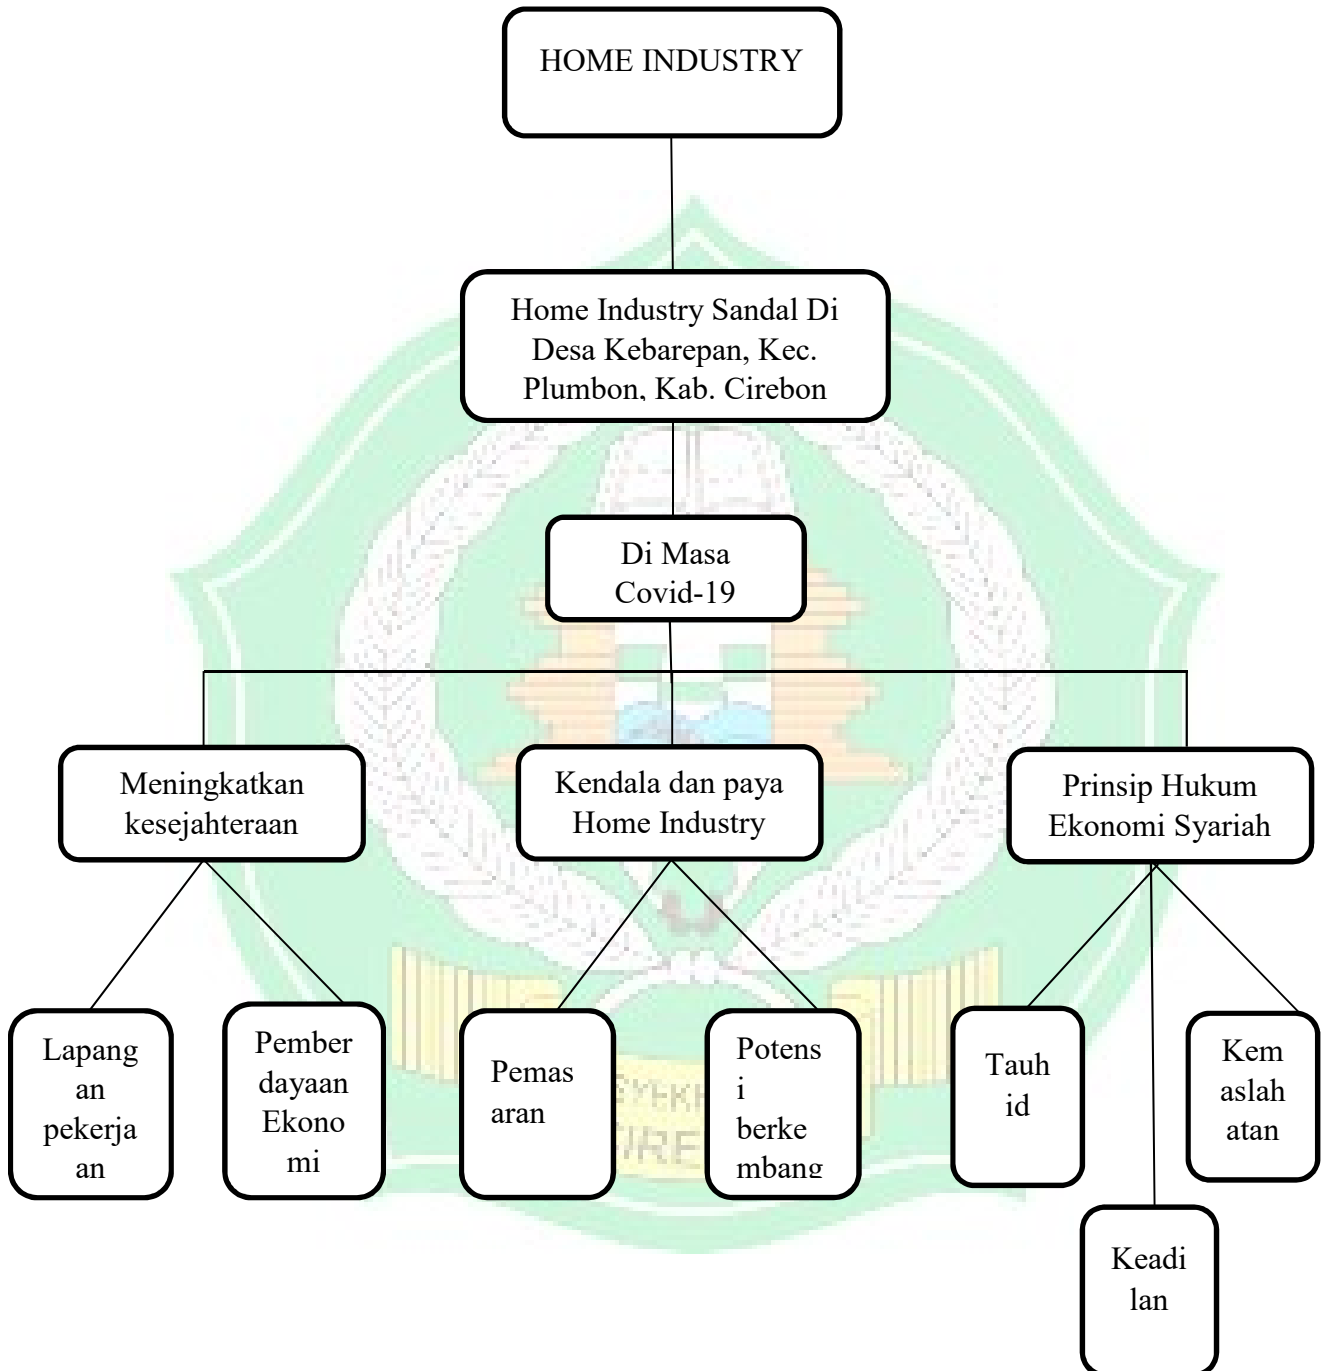 HOME INDUSTRY
Home Industry Sandal Di
Desa Kebarepan, Kec.
Plumbon, Kab. Cirebon
Di Masa
Covid-19
Meningkatkan
kesejahteraan
Kendala dan paya
Home Industry
Prinsip Hukum
Ekonomi Syariah
Lapang
an
pekerja
an
Pember
dayaan
Ekono
mi
Pemas
aran
Potens
i
berke
mbang
Tauh
id
Kem
aslah
atan
Keadi
lan